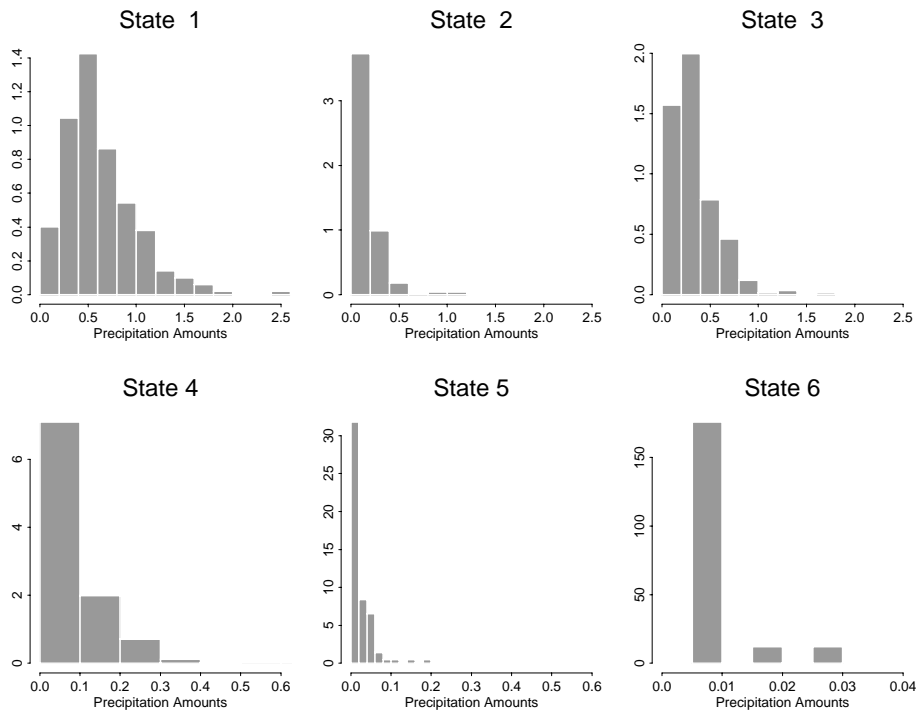 State 1
State 2
State 3
0.0 0.2 0.4 0.6 0.8 1.0 1.2 1.4
0 1 2 3
0.0 0.5 1.0 1.5 2.0
0.0 0.5 1.0 1.5 2.0 2.5
0.0 0.5 1.0 1.5 2.0 2.5
0.0 0.5 1.0 1.5 2.0 2.5
Precipitation Amounts
Precipitation Amounts
Precipitation Amounts
State 4
State 5
State 6
0 2 4 6
0 5 10 15 20 25 30
0 50 100 150
0.0 0.1 0.2 0.3 0.4 0.5 0.6
0.0 0.1 0.2 0.3 0.4 0.5 0.6
0.0 0.01 0.02 0.03 0.04
Precipitation Amounts
Precipitation Amounts
Precipitation Amounts